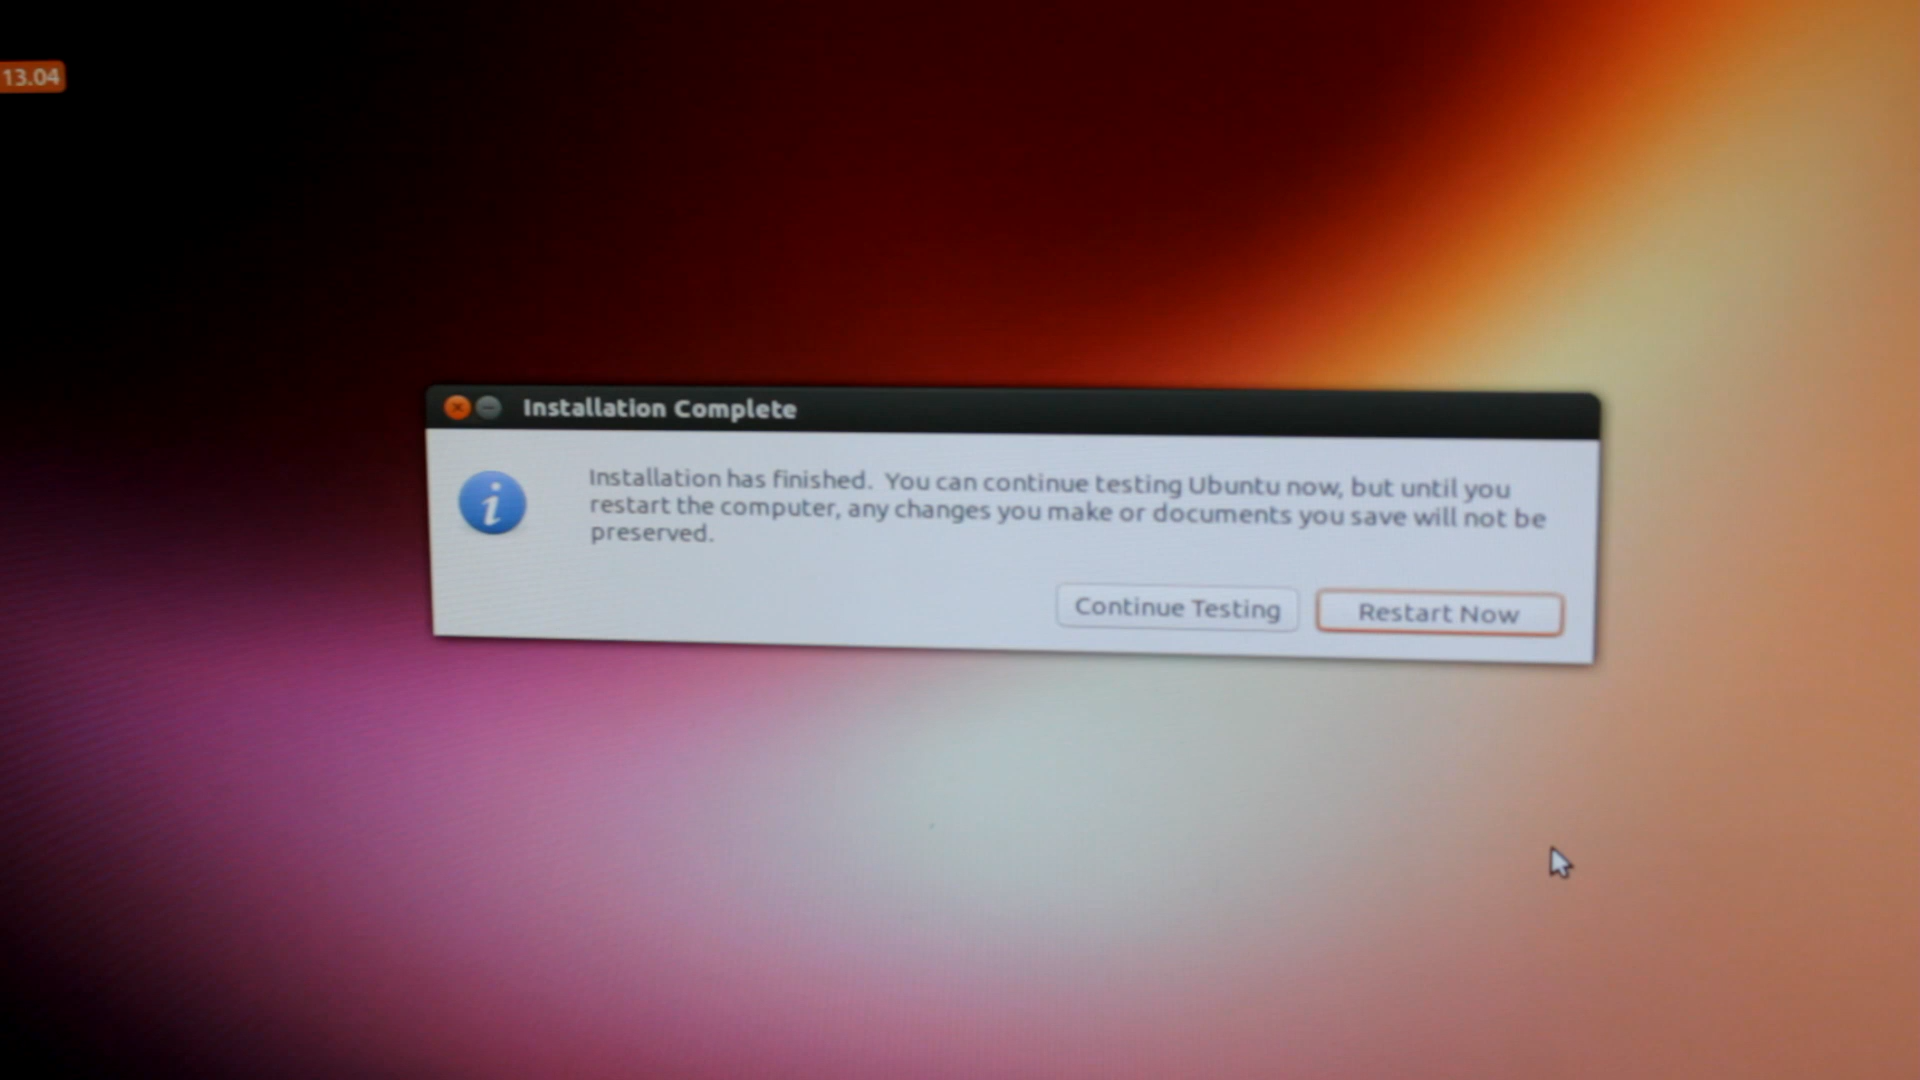 13.04
Installation Complete
Installation has finished.  You can continue testing Ubuntu now, but until you
restart the computer, any changes you make or documents you save will not be
preserved.
Continue Testing
Restart Now